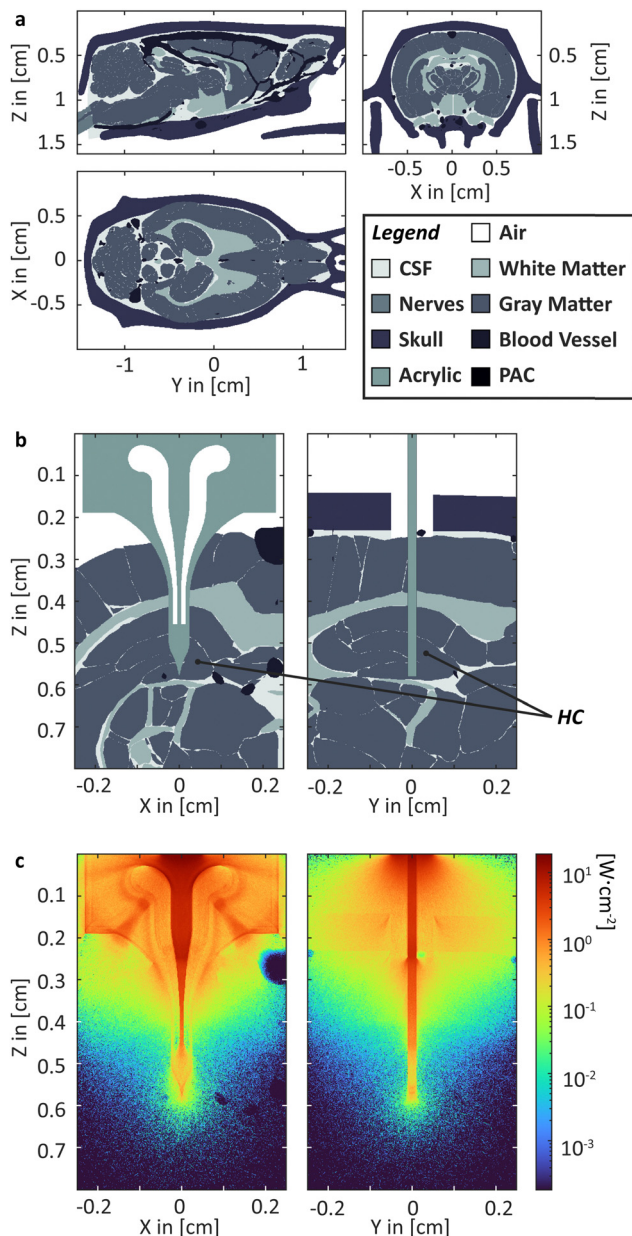 a
Z in [cm]
0.5
1
1.5
0.5
1
1.5
Z in [cm]
-0.5 0 0.5
X in [cm]
X in [cm]
0.5
0
-0.5
-1 0 1
Y in [cm]
Legend
Air
CSF
White Matter
Nerves
Gray Matter
Skull
Blood Vessel
Acrylic
PAC
b
Z in [cm]
0.1
0.2
0.3
0.4
0.5
0.6
0.7
HC
-0.2 0 0.2
X in [cm]
-0.2 0 0.2
Y in [cm]
c
Z in [cm]
0.1
0.2
0.3
0.4
0.5
0.6
0.7
-0.2 0 0.2
X in [cm]
-0.2 0 0.2
Y in [cm]
[W·cm⁻²]
10¹
10⁰
10⁻¹
10⁻²
10⁻³